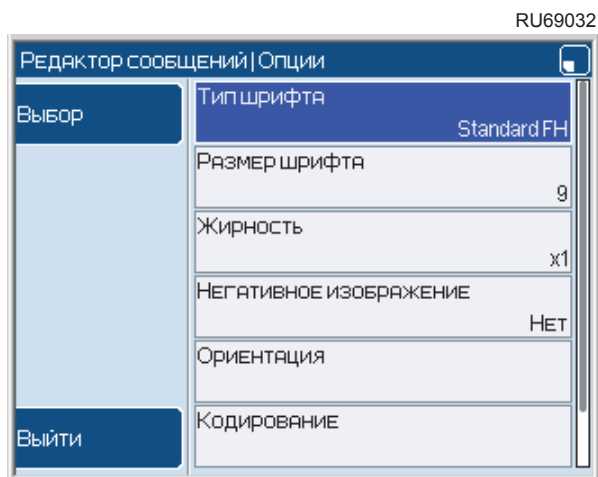 RU69032
Редактор сообщений|Опции
Выбор
Тип шрифта
Standard FH
Размер шрифта
9
Жирность
x1
Негативное изображение
Нет
Ориентация
Кодирование
Выйти